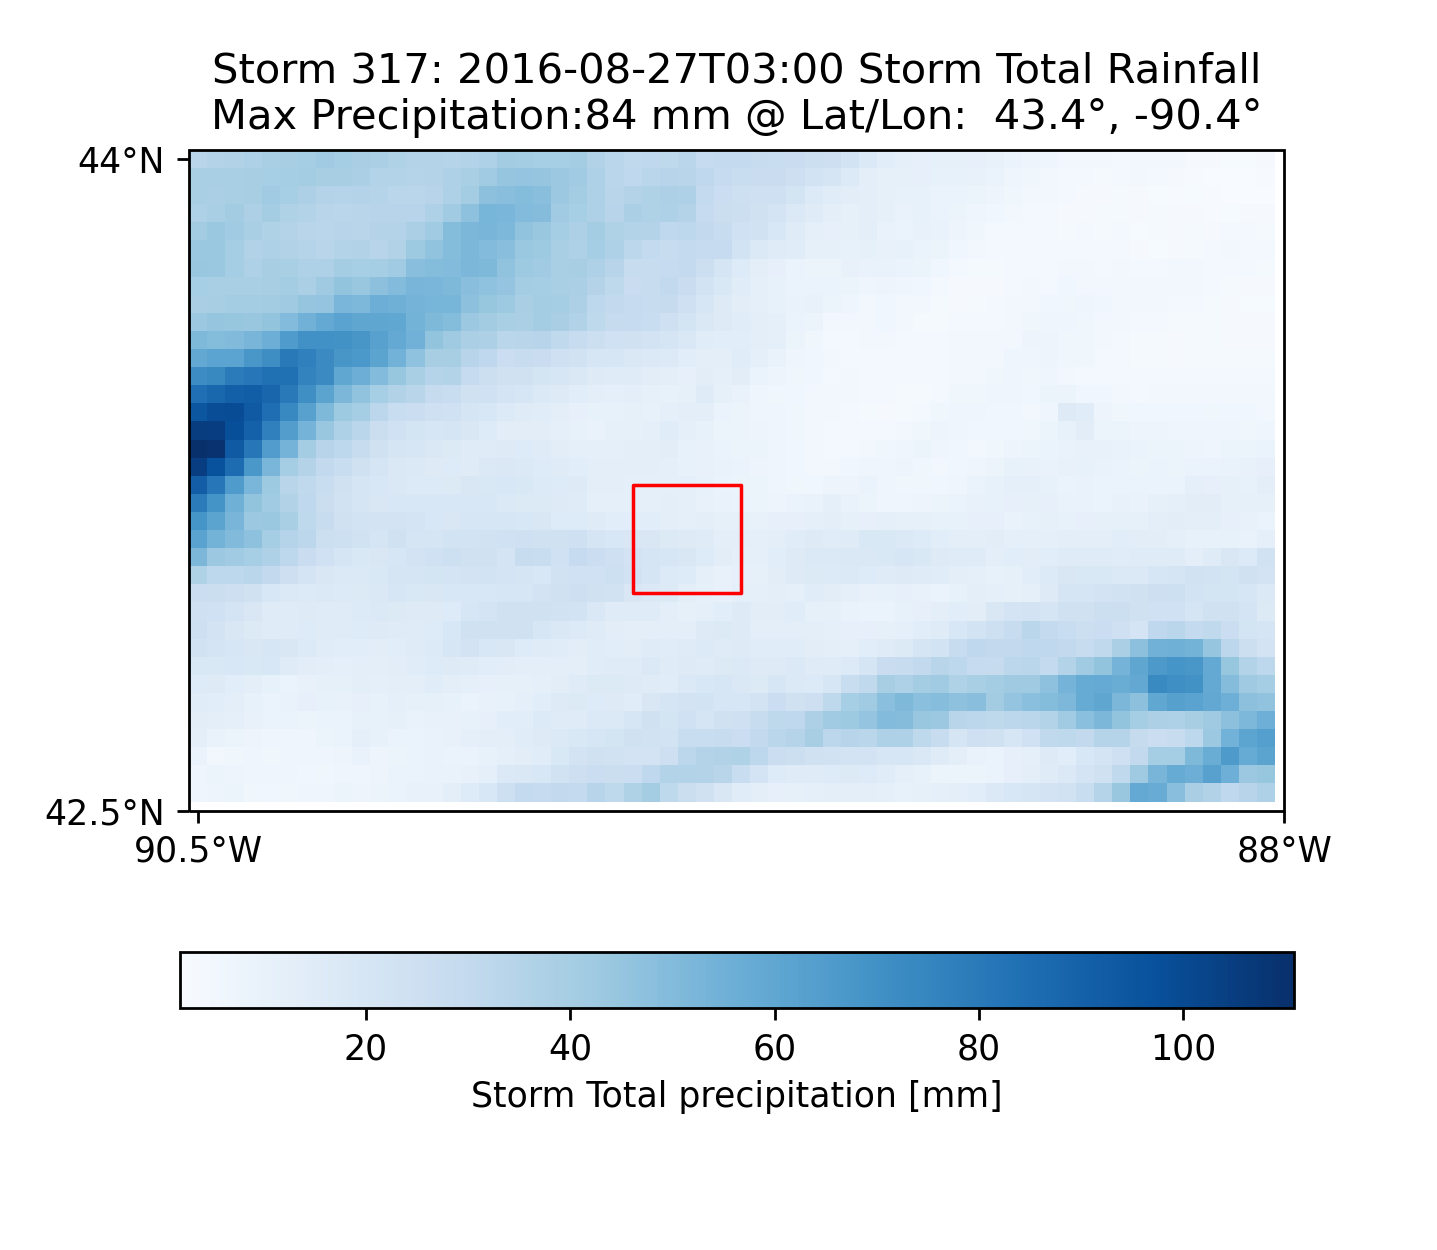 Storm 317: 2016-08-27T03:00 Storm Total Rainfall
Max Precipitation:84 mm @ Lat/Lon:  43.4°, -90.4°
44°N
42.5°N
90.5°W
88°W
20
40
60
80
100
Storm Total precipitation [mm]